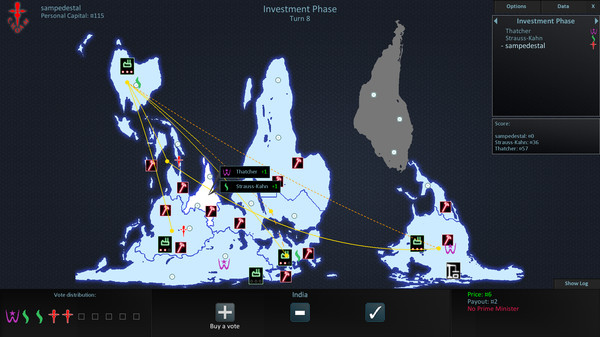 sampedestal
Personal Capital: ¤115
Investment Phase
Turn 8
Options
Data
X
Investment Phase
Thatcher
Strauss-Kahn
- sampedestal
Score:
sampedestal: ¤0
Strauss-Kahn: ¤36
Thatcher: ¤57
Thatcher +1
Strauss-Kahn +1
Show Log
Vote distribution:
India
Buy a vote
Price: ¤6
Payout: ¤2
No Prime Minister